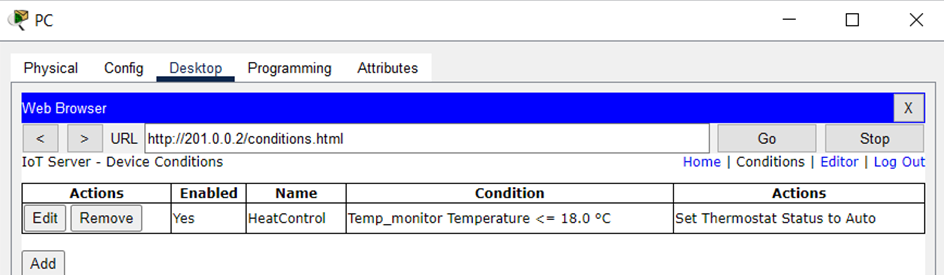 PC
Physical Config Desktop Programming Attributes
Web Browser X
< > URL http://201.0.0.2/conditions.html Go Stop
IoT Server - Device Conditions Home | Conditions | Editor | Log Out
Actions Enabled Name Condition Actions
Edit Remove Yes HeatControl Temp_monitor Temperature <= 18.0 °C Set Thermostat Status to Auto
Add